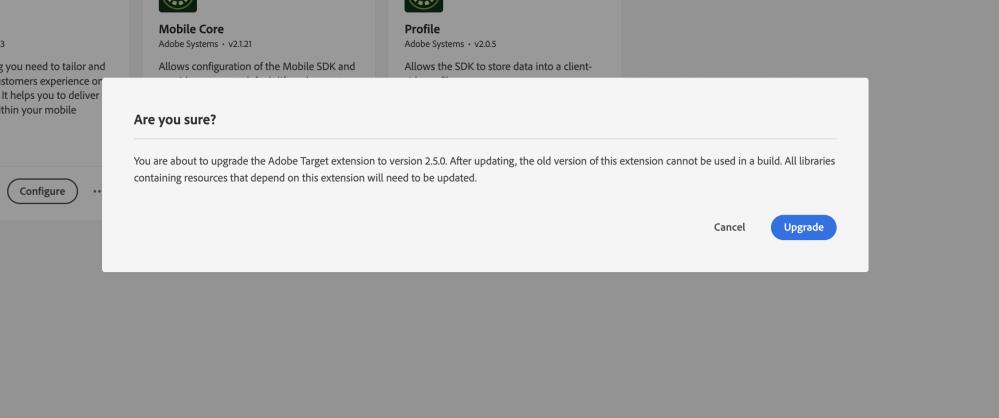 Mobile Core
Profile
3
Adobe Systems • v2.1.21
Adobe Systems • v2.0.5
you need to tailor and
Allows configuration of the Mobile SDK and
Allows the SDK to store data into a client-
customers experience on
It helps you to deliver
within your mobile
Are you sure?
You are about to upgrade the Adobe Target extension to version 2.5.0. After updating, the old version of this extension cannot be used in a build. All libraries
containing resources that depend on this extension will need to be updated.
Configure
Cancel
Upgrade